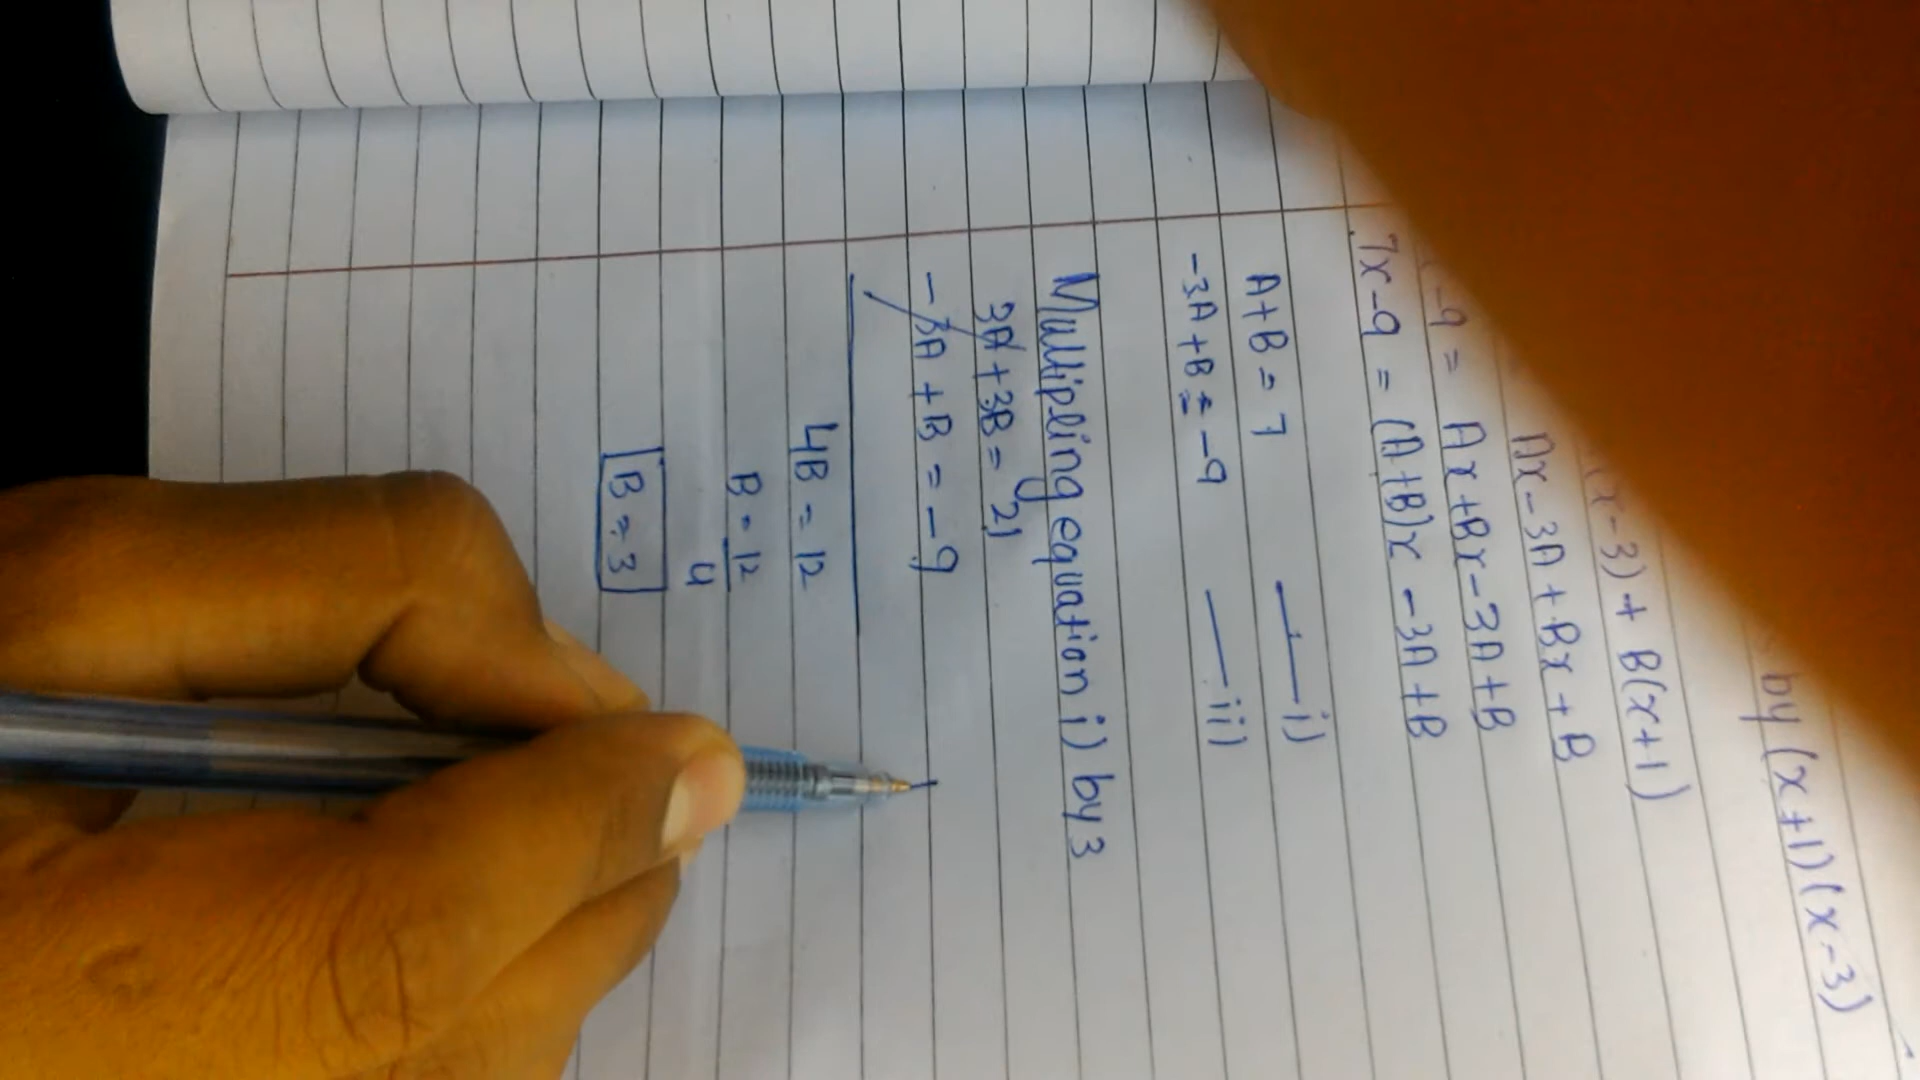 by (x+1)(x-3)
x-3) + B(x+1)
Ax-3A+Bx+B
-9 = Ax+Bx-3A+B
7x-9 = (A+B)x -3A+B
A+B = 7 — i)
-3A+B = -9 — ii)
Multipling equation i) by 3
3A+3B = 21
-3A+B = -9
4B = 12
B = 12
4
B = 3